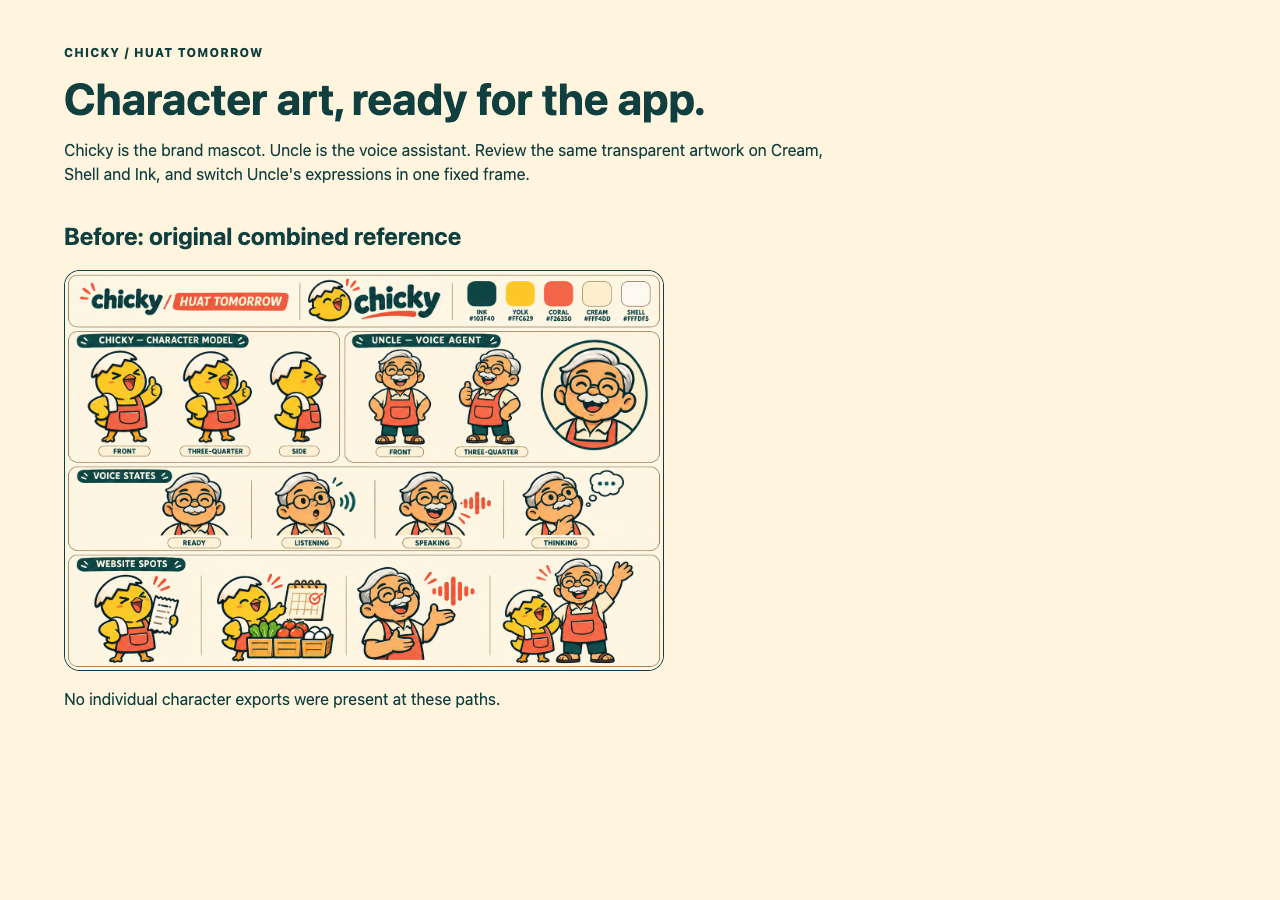 CHICKY / HUAT TOMORROW
Character art, ready for the app.
Chicky is the brand mascot. Uncle is the voice assistant. Review the same transparent artwork on Cream,
Shell and Ink, and switch Uncle's expressions in one fixed frame.
Before: original combined reference
chicky / HUAT TOMORROW
chicky
INK
#103F40
YOLK
#FFC629
CORAL
#F26350
CREAM
#FFF4DD
SHELL
#FFFDF5
CHICKY — CHARACTER MODEL
FRONT
THREE-QUARTER
SIDE
UNCLE — VOICE AGENT
FRONT
THREE-QUARTER
VOICE STATES
READY
LISTENING
SPEAKING
THINKING
WEBSITE SPOTS
No individual character exports were present at these paths.